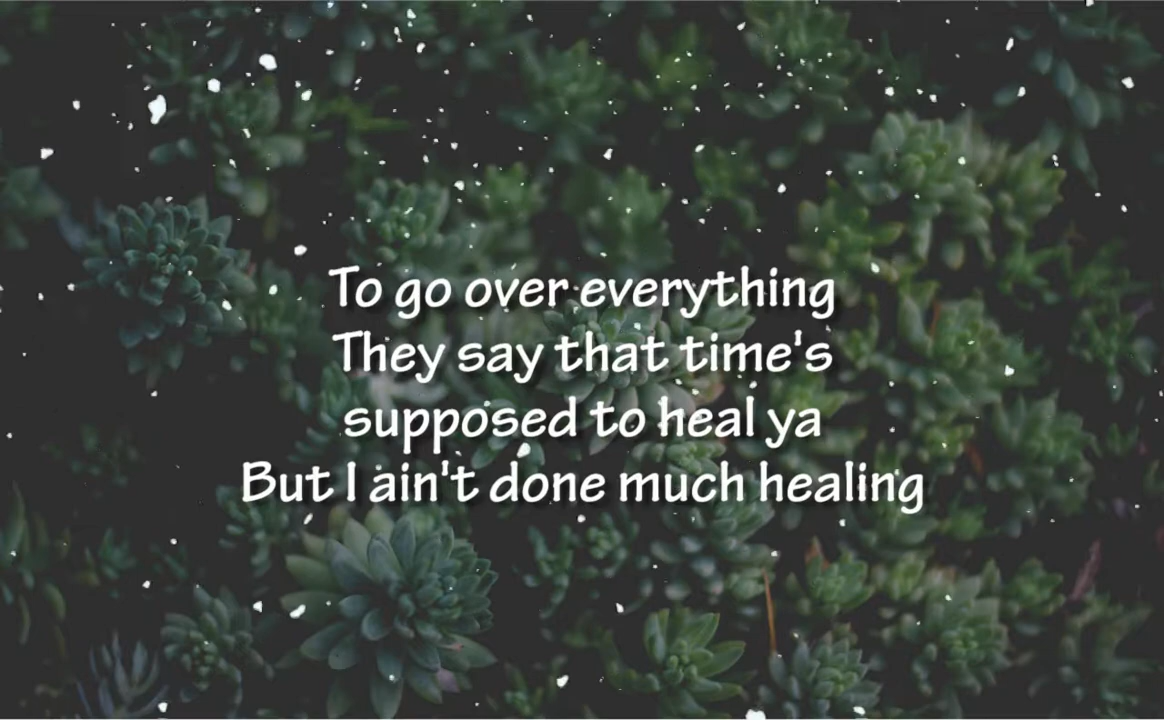 To go over everything
They say that time's
supposed to heal ya
But I ain't done much healing